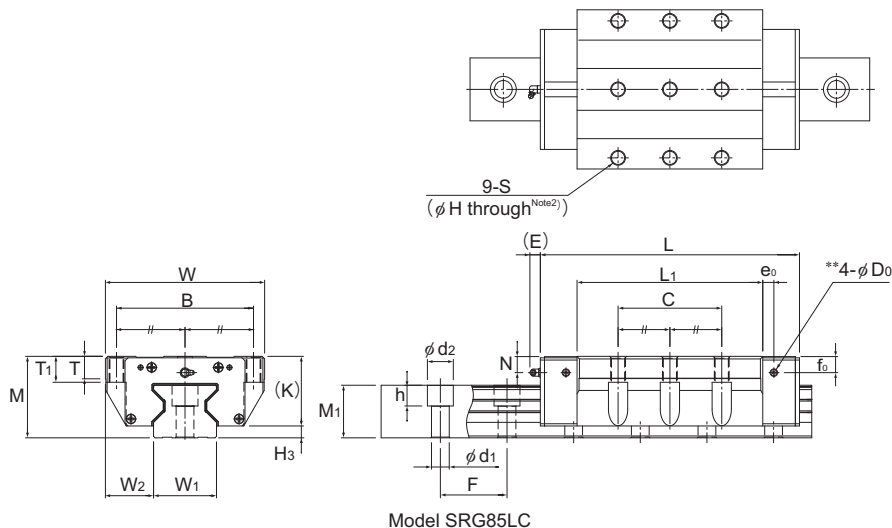 9-S
(φH through Note2))
(E)
L
W
L1
e0
**4-φD0
B
C
T1
T
φd2
N
f0
M
(K)
h
M1
H3
φd1
W2
W1
F
Model SRG85LC